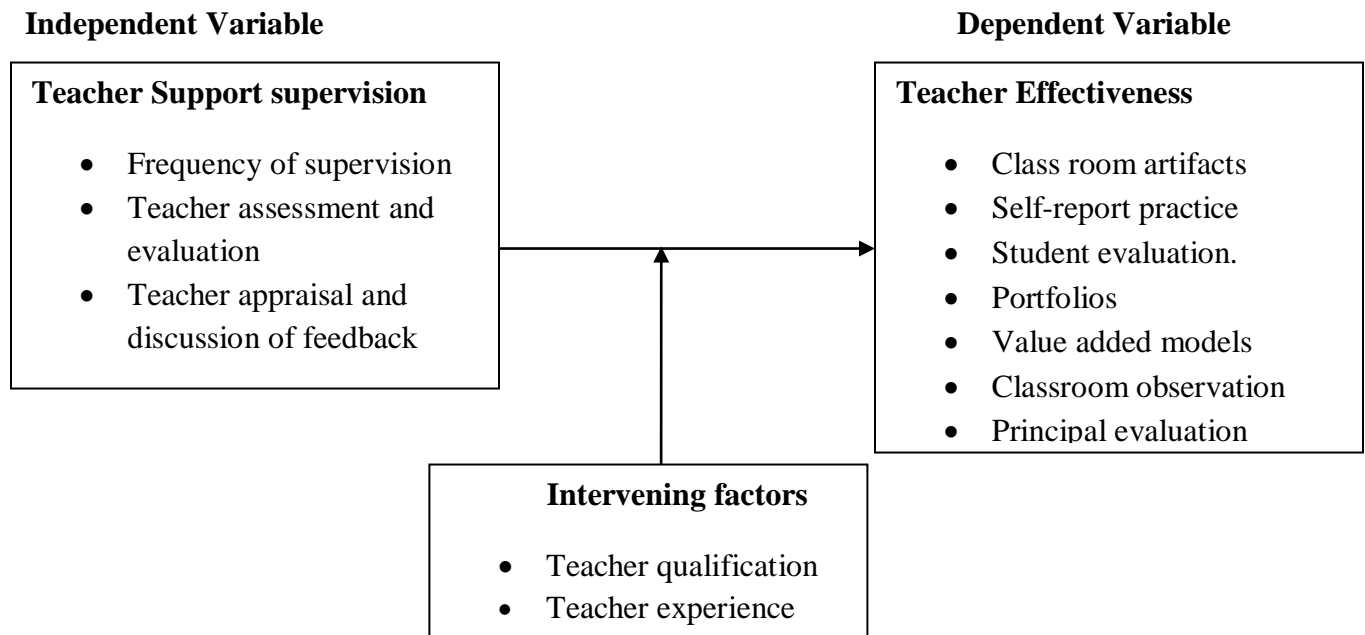 Independent Variable
Dependent Variable
Teacher Support supervision
• Frequency of supervision
• Teacher assessment and
evaluation
• Teacher appraisal and
discussion of feedback
Teacher Effectiveness
• Class room artifacts
• Self-report practice
• Student evaluation.
• Portfolios
• Value added models
• Classroom observation
• Principal evaluation
Intervening factors
• Teacher qualification
• Teacher experience